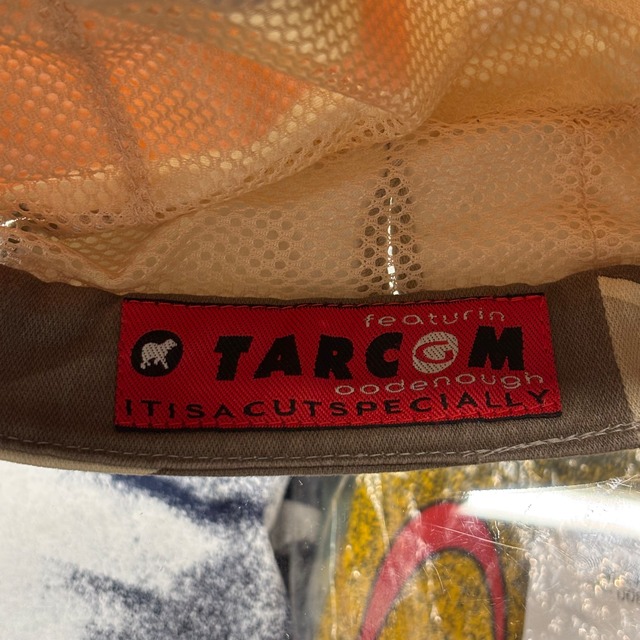 featurin
TARCOM
oodenough
ITISACUTSPECIALLY